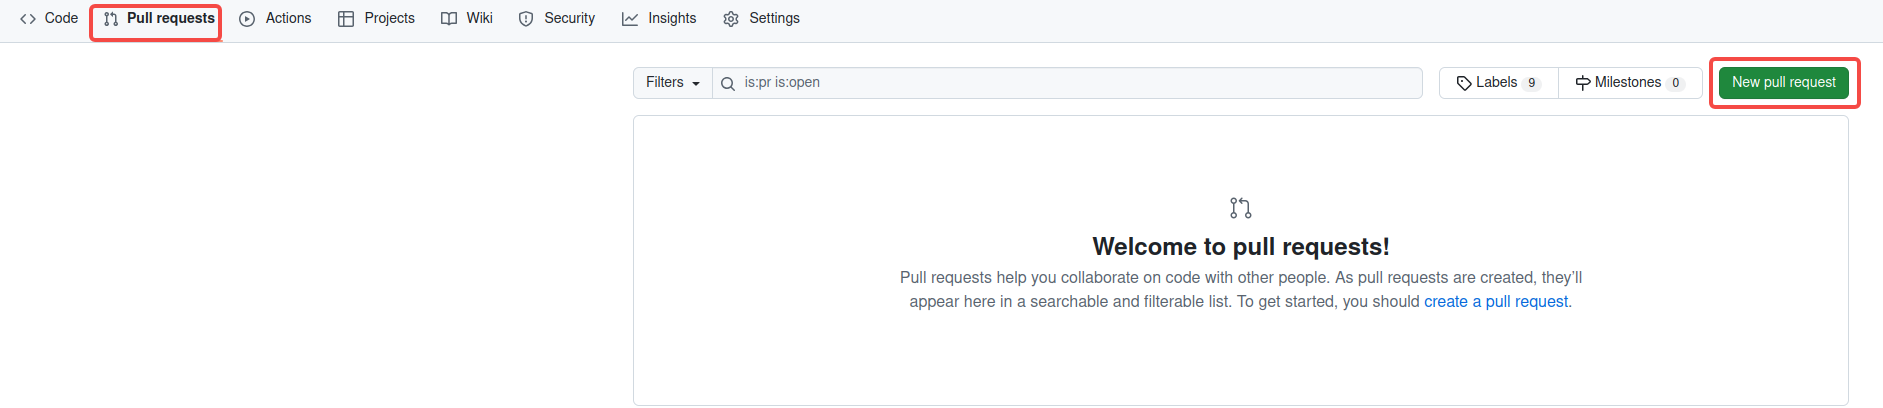 Code Pull requests Actions Projects Wiki Security Insights Settings
Filters is:pr is:open Labels 9 Milestones 0 New pull request
Welcome to pull requests!
Pull requests help you collaborate on code with other people. As pull requests are created, they’ll
appear here in a searchable and filterable list. To get started, you should create a pull request.